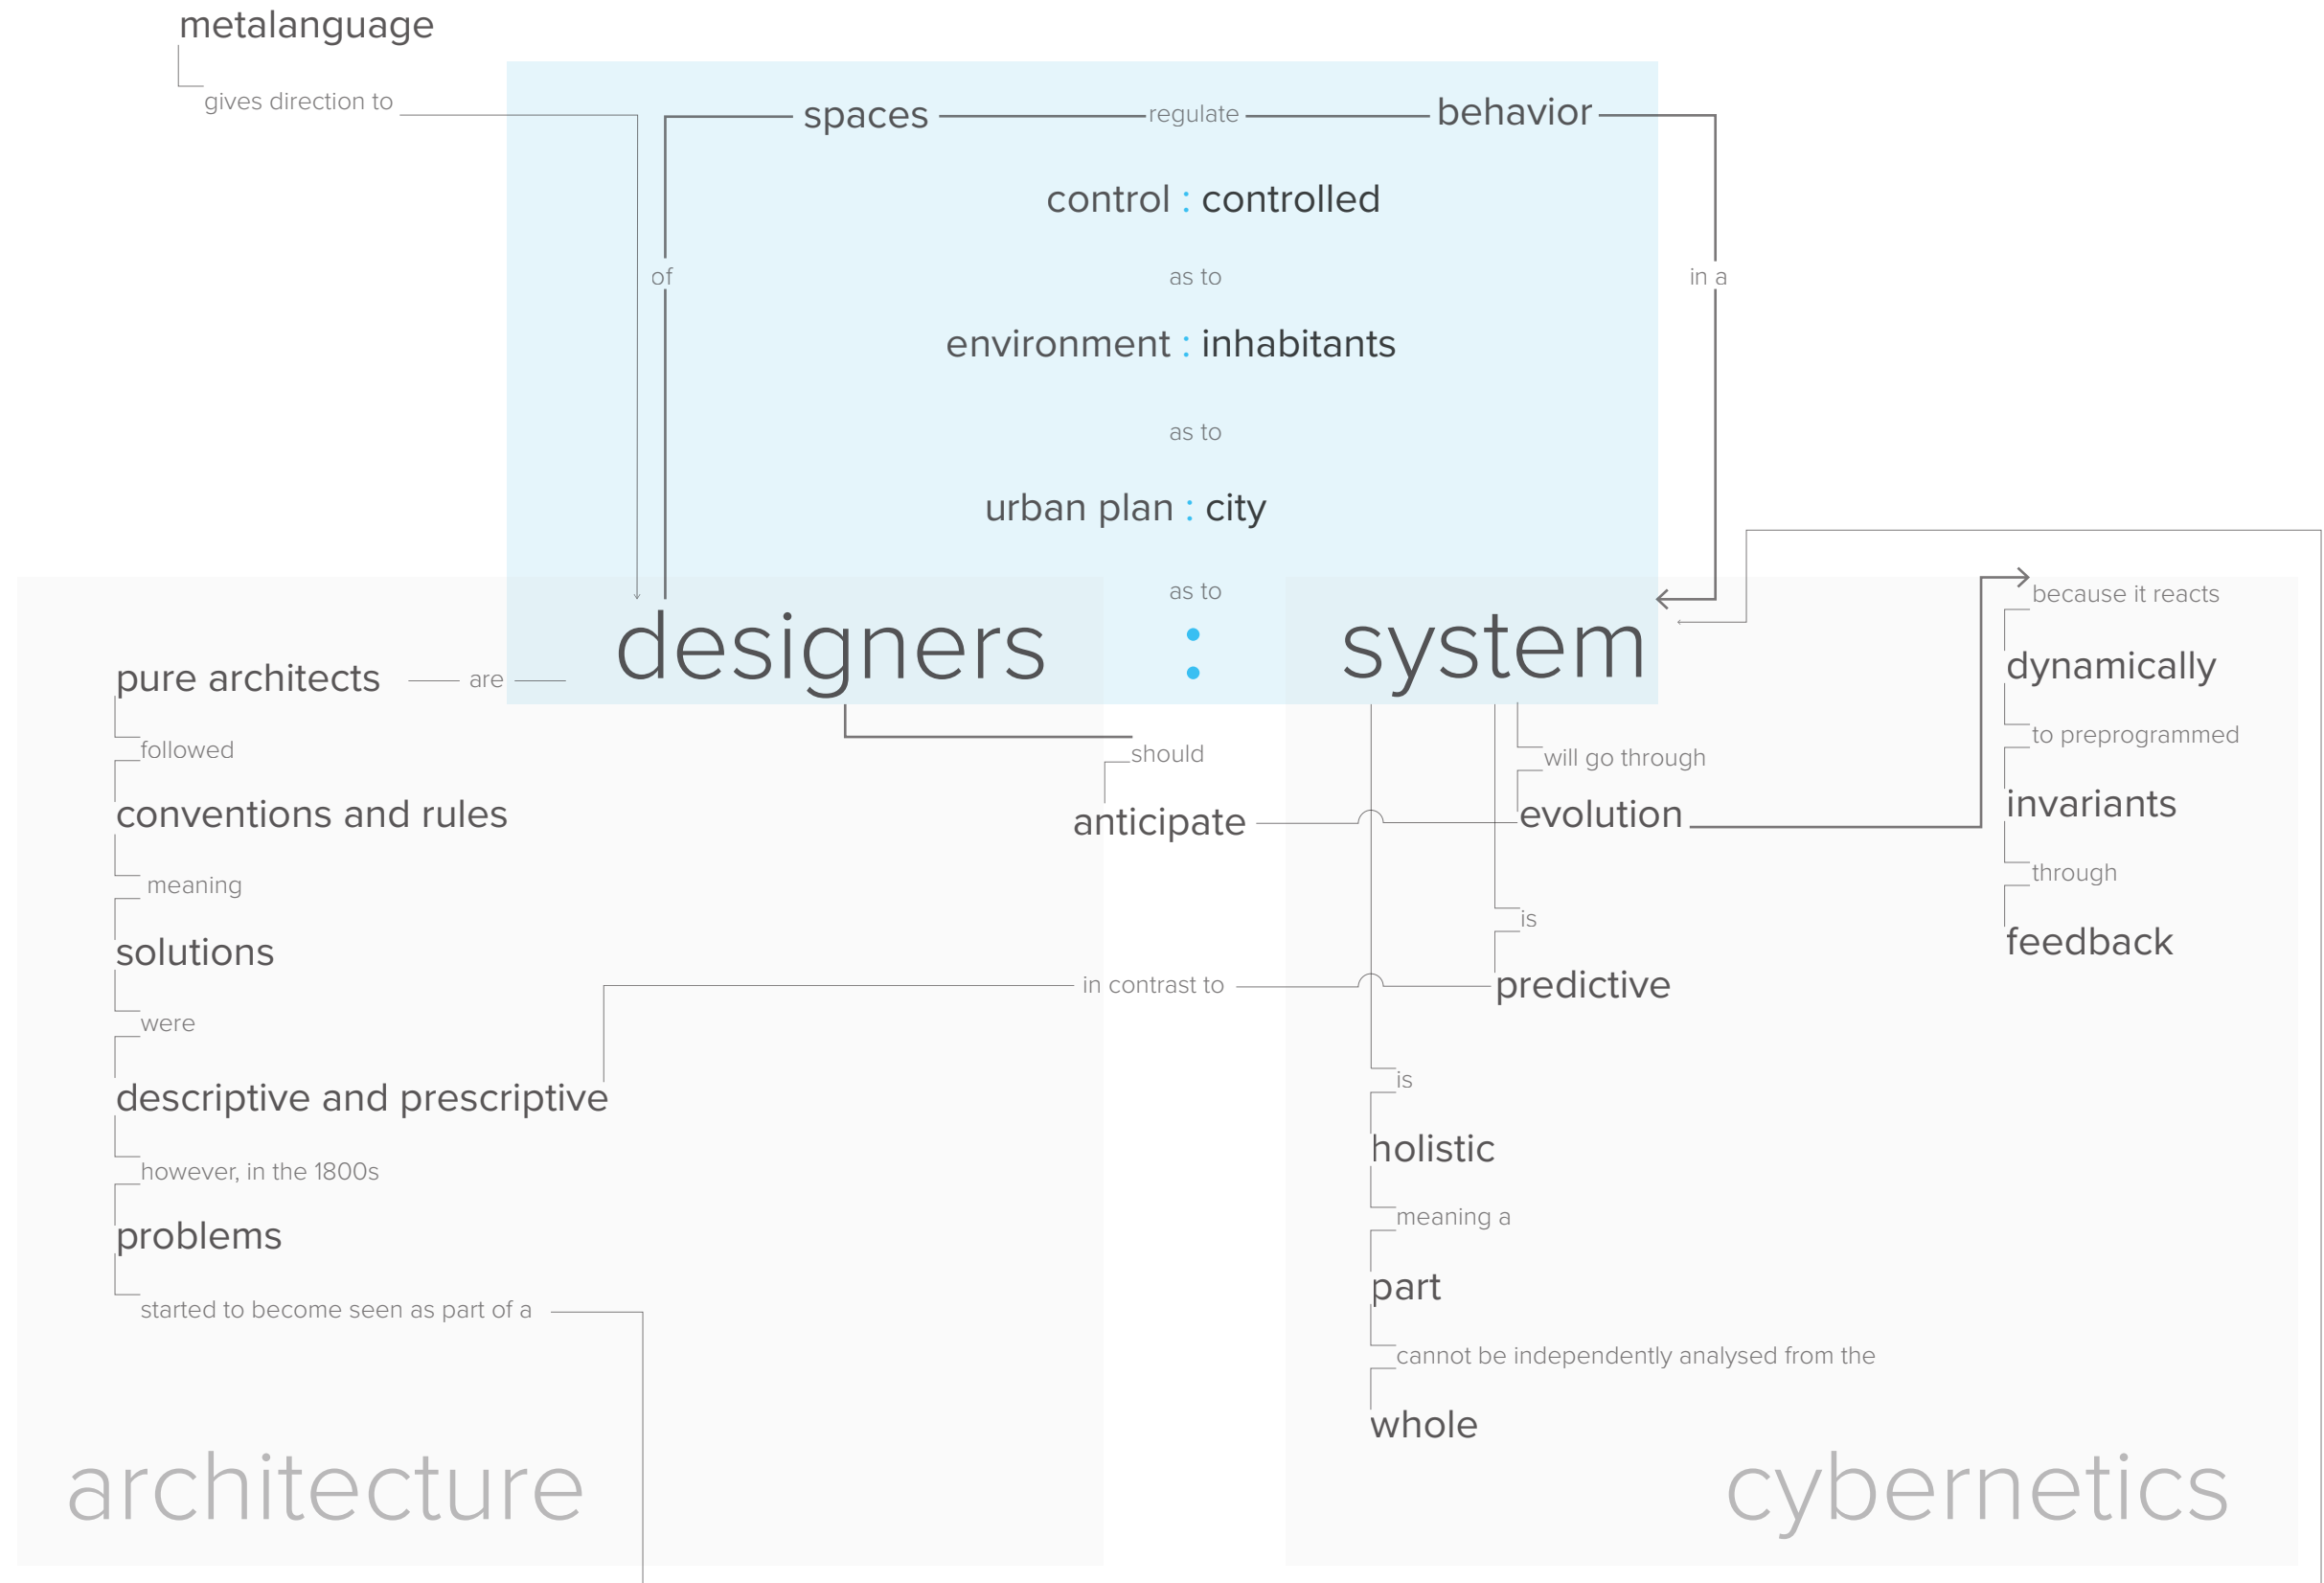 metalanguage
gives direction to
spaces regulate behavior
control : controlled
of as to in a
environment : inhabitants
as to
urban plan : city
as to
designers : system
pure architects are
followed
conventions and rules
meaning
solutions
were
descriptive and prescriptive
however, in the 1800s
problems
started to become seen as part of a
should
anticipate
in contrast to
will go through
evolution
is
predictive
is
holistic
meaning a
part
cannot be independently analysed from the
whole
because it reacts
dynamically
to preprogrammed
invariants
through
feedback
architecture
cybernetics